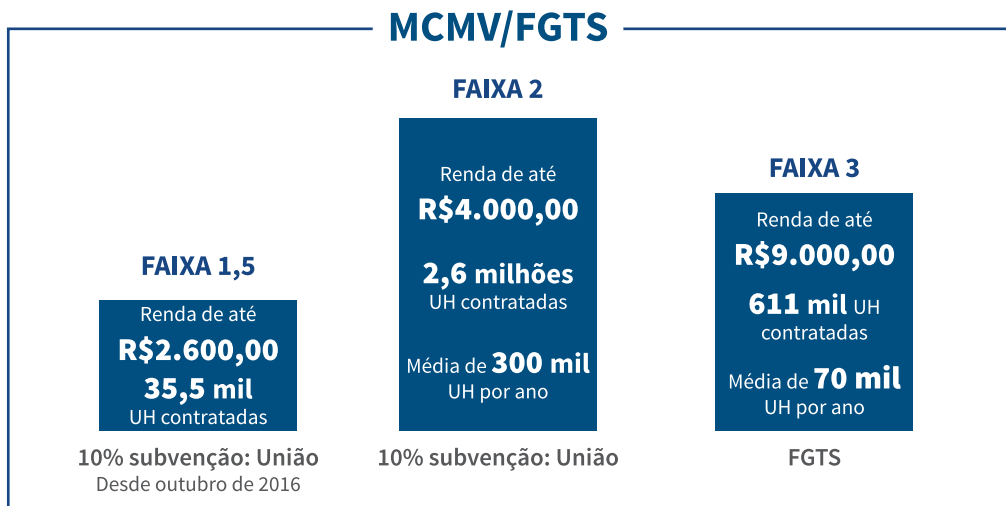 MCMV/FGTS
FAIXA 1,5
Renda de até
R$2.600,00
35,5 mil
UH contratadas
10% subvenção: União
Desde outubro de 2016
FAIXA 2
Renda de até
R$4.000,00
2,6 milhões
UH contratadas
Média de 300 mil
UH por ano
10% subvenção: União
FAIXA 3
Renda de até
R$9.000,00
611 mil UH
contratadas
Média de 70 mil
UH por ano
FGTS